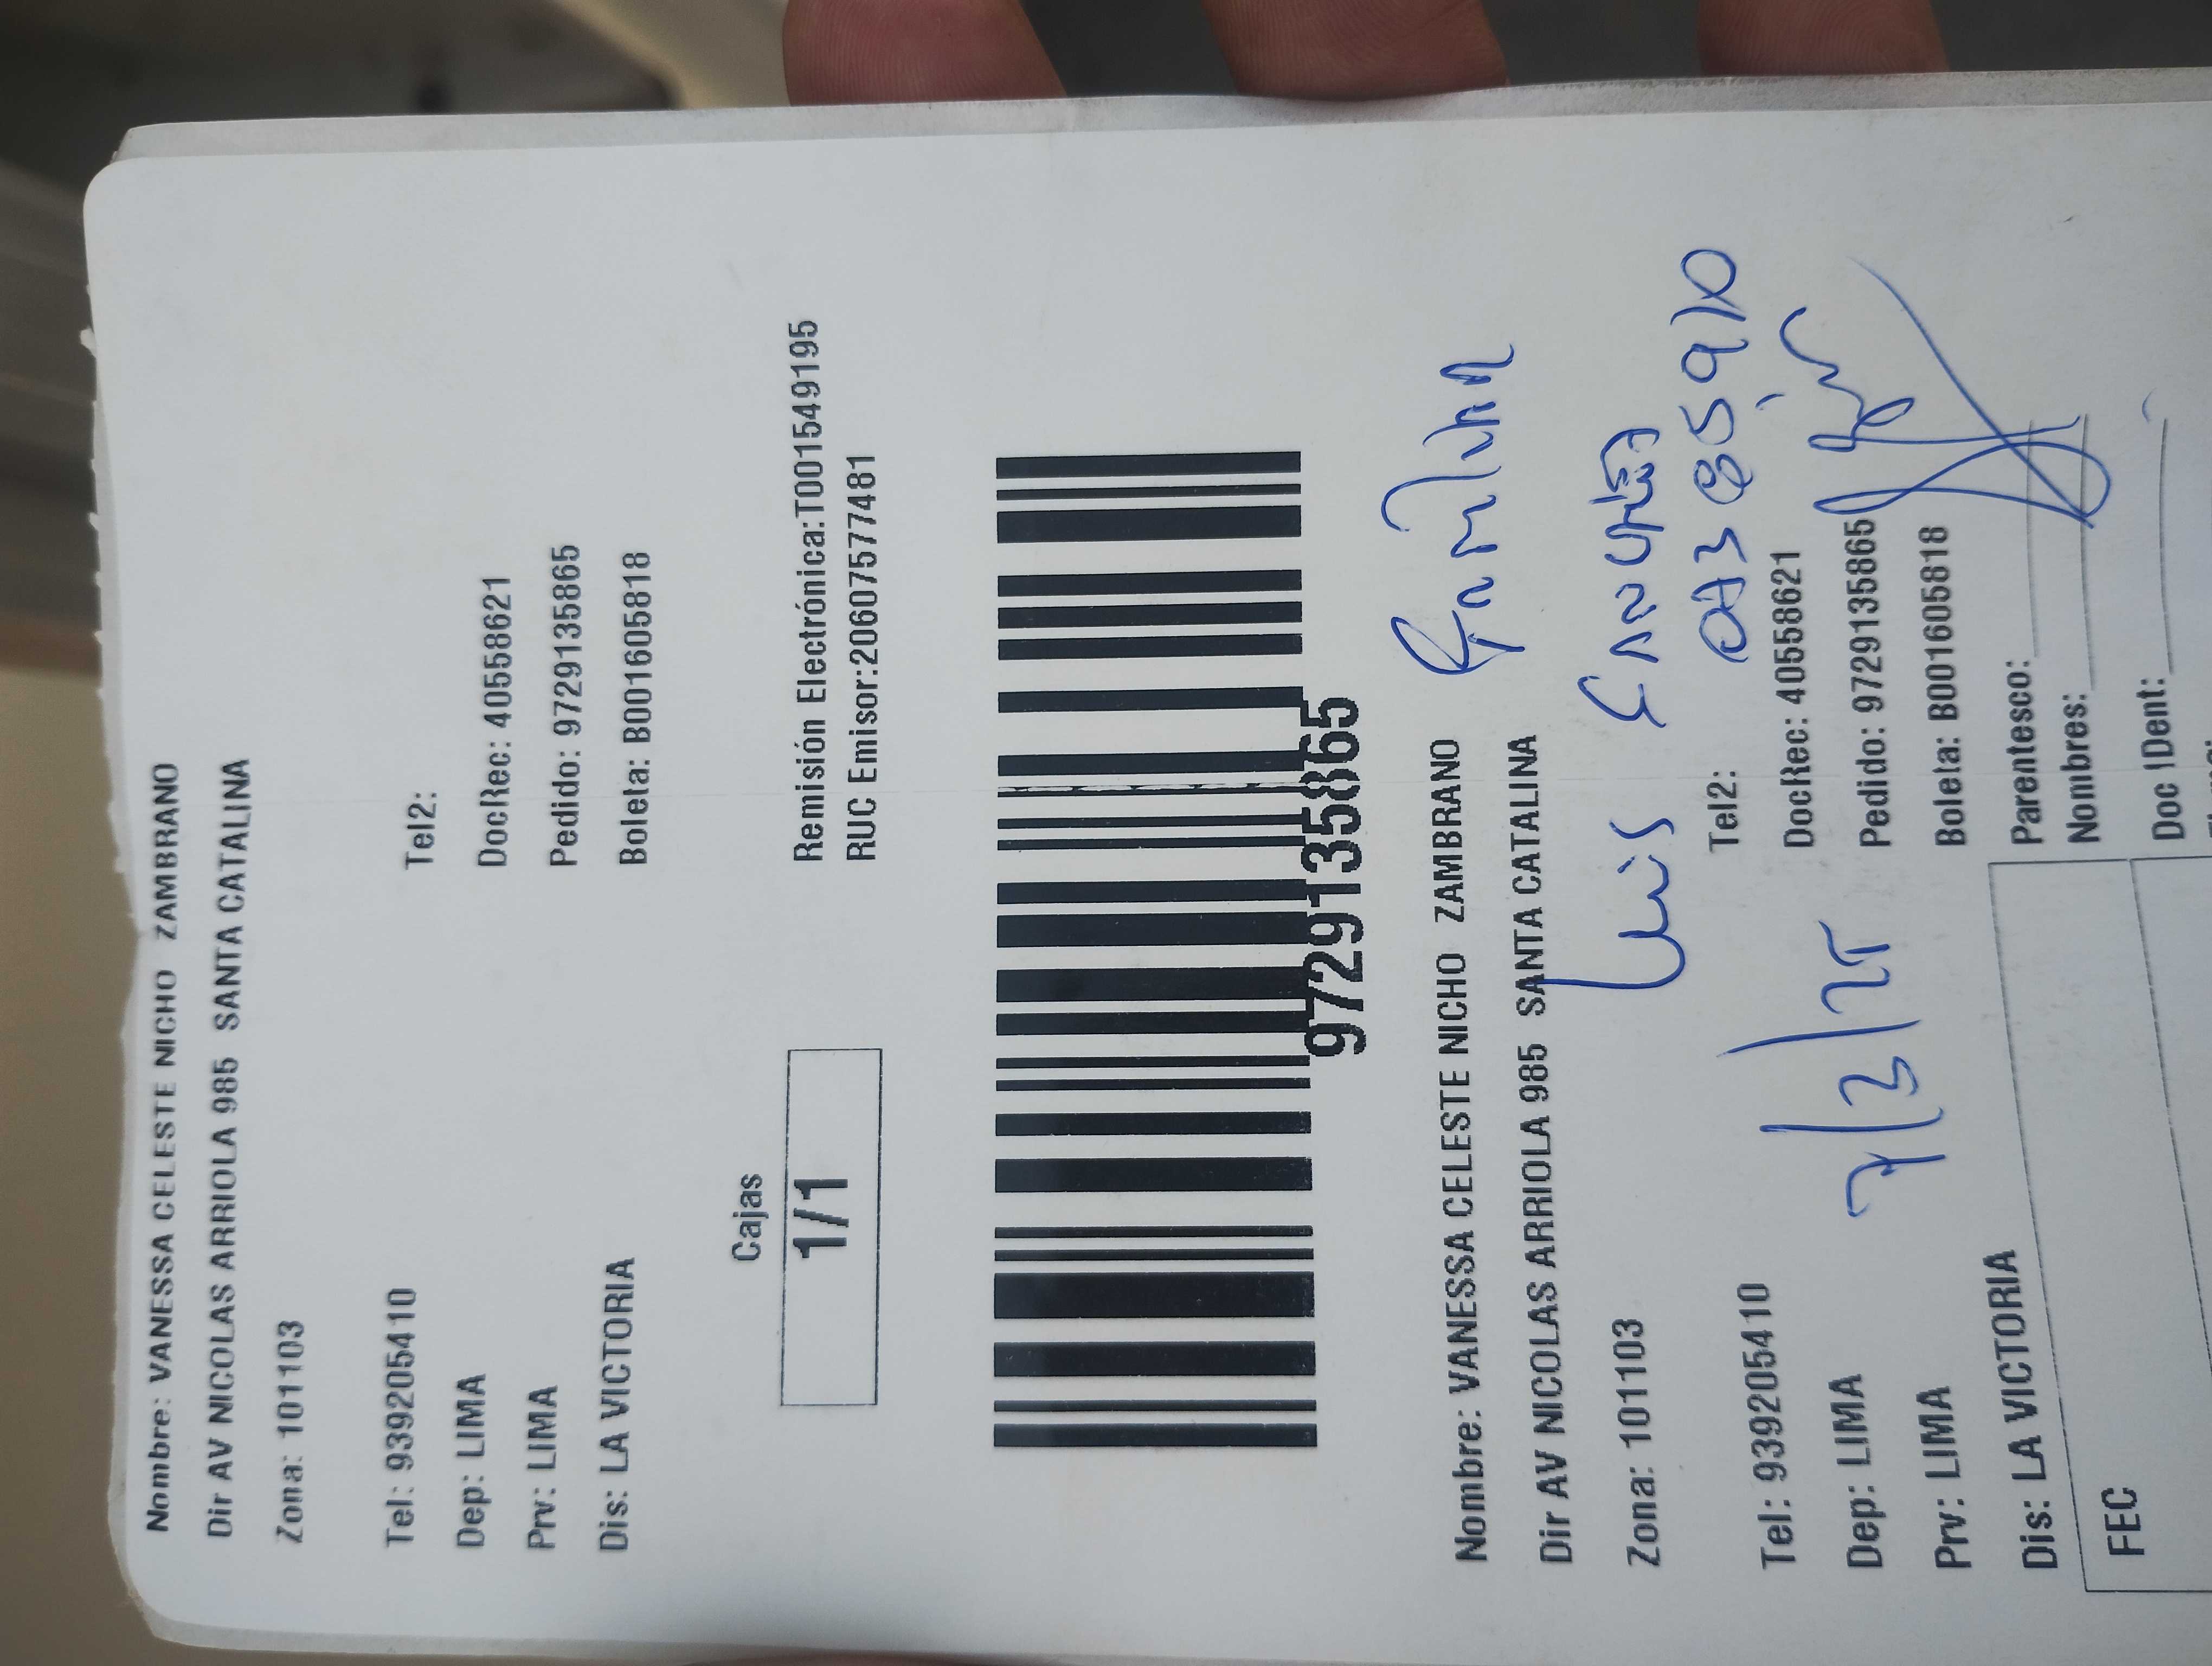 Nombre: VANESSA CELESTE NICHO ZAMBRANO
Dir AV NICOLAS ARRIOLA 985 SANTA CATALINA
Zona: 101103
Tel: 939205410 Tel2:
Dep: LIMA DocRec: 40558621
Prv: LIMA Pedido: 9729135865
Dis: LA VICTORIA Boleta: B001605818
Cajas
1/1
Remisión Electrónica:T001549195
RUC Emisor:20607577481
9729135865
Nombre: VANESSA CELESTE NICHO ZAMBRANO
Dir AV NICOLAS ARRIOLA 985 SANTA CATALINA
Luis
Zona: 101103
Tel: 939205410 Tel2:
Dep: LIMA DocRec: 40558621
7/3/25
Prv: LIMA Pedido: 9729135865
Dis: LA VICTORIA Boleta: B001605818
Parentesco:
Nombres:
FEC
Doc IDent: